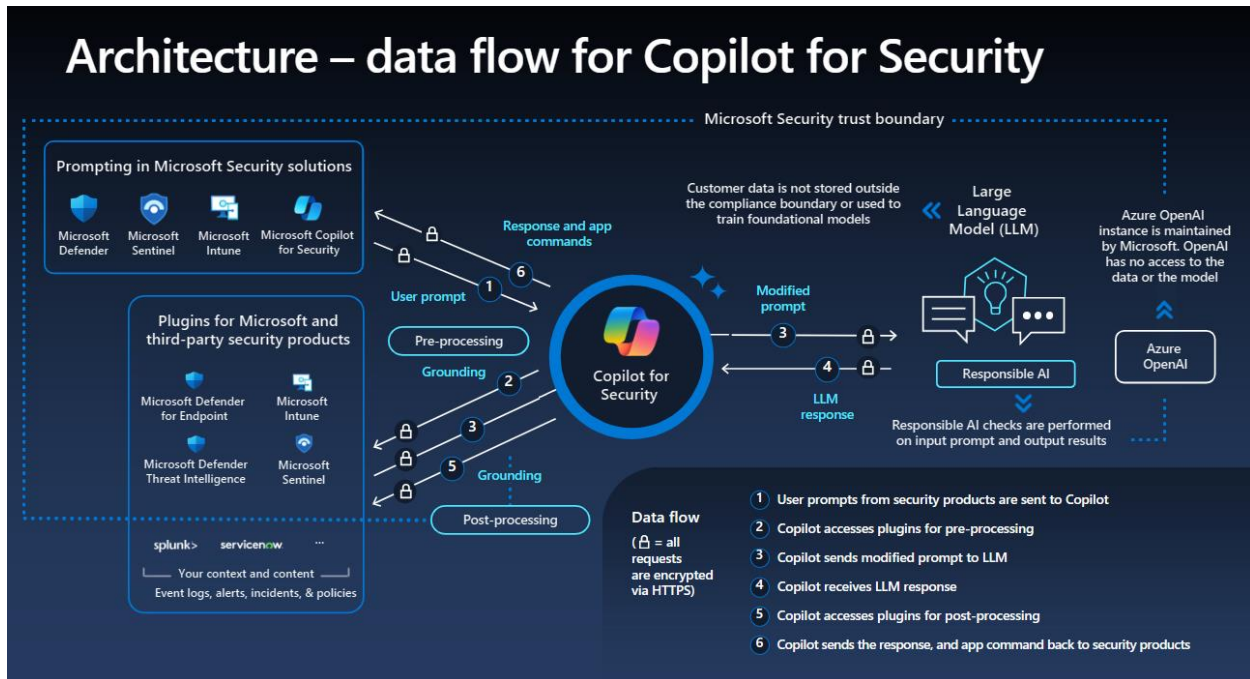 Architecture – data flow for Copilot for Security
Microsoft Security trust boundary
Prompting in Microsoft Security solutions
Microsoft
Defender
Microsoft
Sentinel
Microsoft
Intune
Microsoft Copilot
for Security
Plugins for Microsoft and
third-party security products
Microsoft Defender
for Endpoint
Microsoft
Intune
Microsoft Defender
Threat Intelligence
Microsoft
Sentinel
splunk>
servicenow
...
Your context and content
Event logs, alerts, incidents, & policies
Response and app
commands
6
1
User prompt
Pre-processing
Grounding
2
3
5
Grounding
Post-processing
Copilot for
Security
Customer data is not stored outside
the compliance boundary or used to
train foundational models
Large
Language
Model (LLM)
Modified
prompt
3
4
LLM
response
Responsible AI
Responsible AI checks are performed
on input prompt and output results
Azure OpenAI
instance is maintained
by Microsoft. OpenAI
has no access to the
data or the model
Azure
OpenAI
Data flow
( = all
requests
are encrypted
via HTTPS)
1 User prompts from security products are sent to Copilot
2 Copilot accesses plugins for pre-processing
3 Copilot sends modified prompt to LLM
4 Copilot receives LLM response
5 Copilot accesses plugins for post-processing
6 Copilot sends the response, and app command back to security products